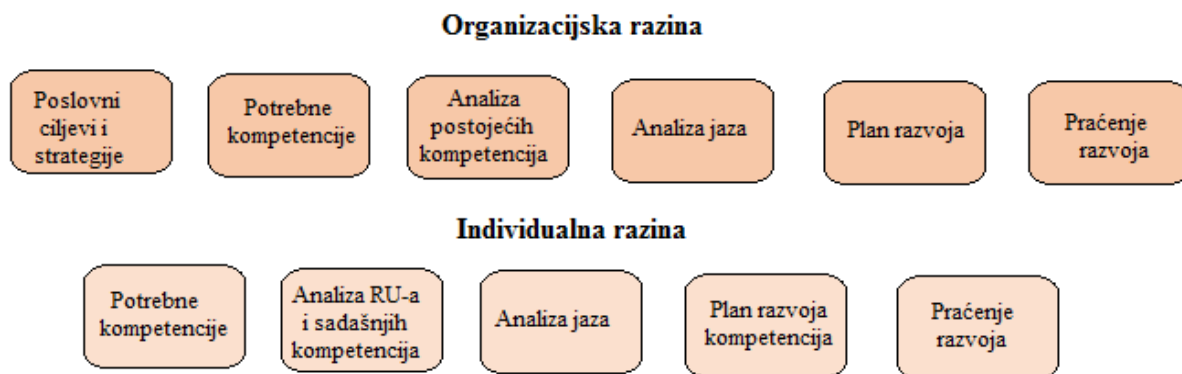 Organizacijska razina
Poslovni
ciljevi i
strategije
Potrebne
kompetencije
Analiza
postojećih
kompetencija
Analiza jaza
Plan razvoja
Praćenje
razvoja
Individualna razina
Potrebne
kompetencije
Analiza RU-a
i sadašnjih
kompetencija
Analiza jaza
Plan razvoja
kompetencija
Praćenje
razvoja